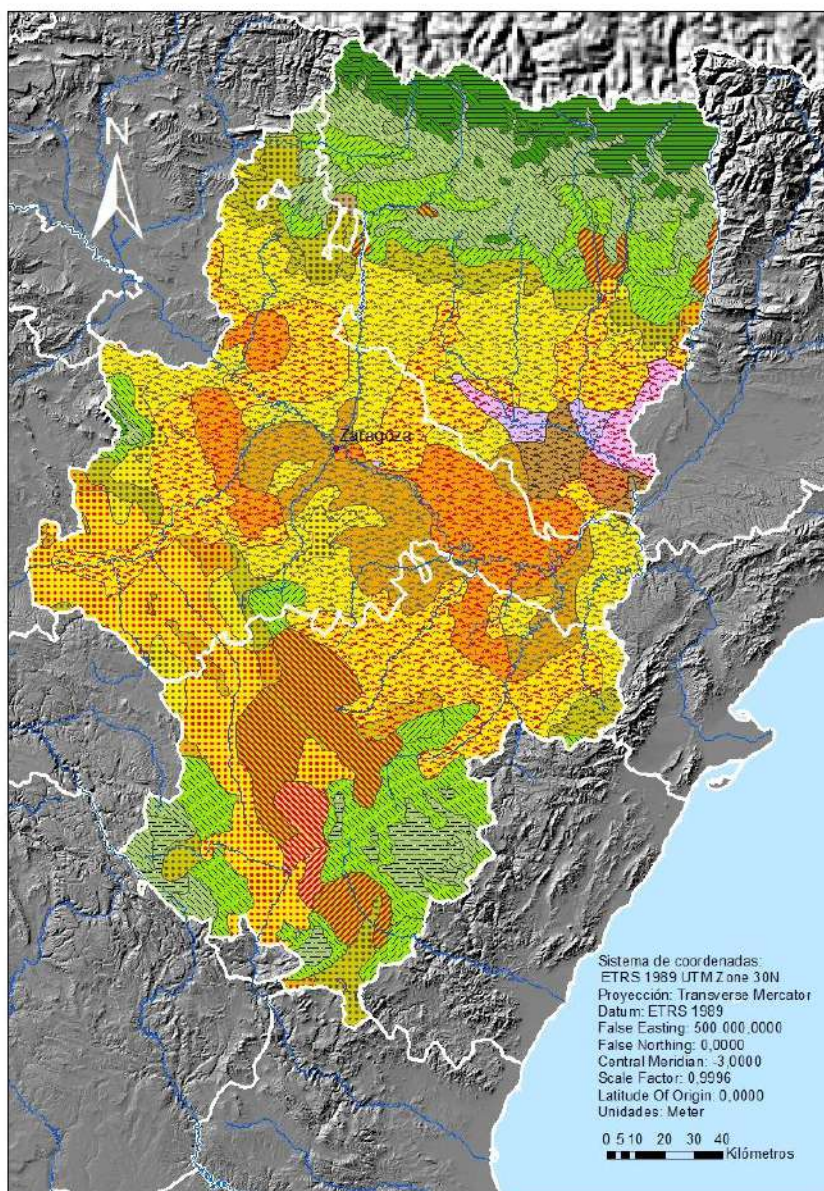 N
Zaragoza
Sistema de coordenadas:
ETRS 1989 UTM Zone 30N
Proyección: Transverse Mercator
Datum: ETRS 1989
False Easting: 500.000,0000
False Northing: 0,0000
Central Meridian: -3,0000
Scale Factor: 0,9996
Latitude Of Origin: 0,0000
Unidades: Meter
0 5 10 20 30 40
Kilómetros